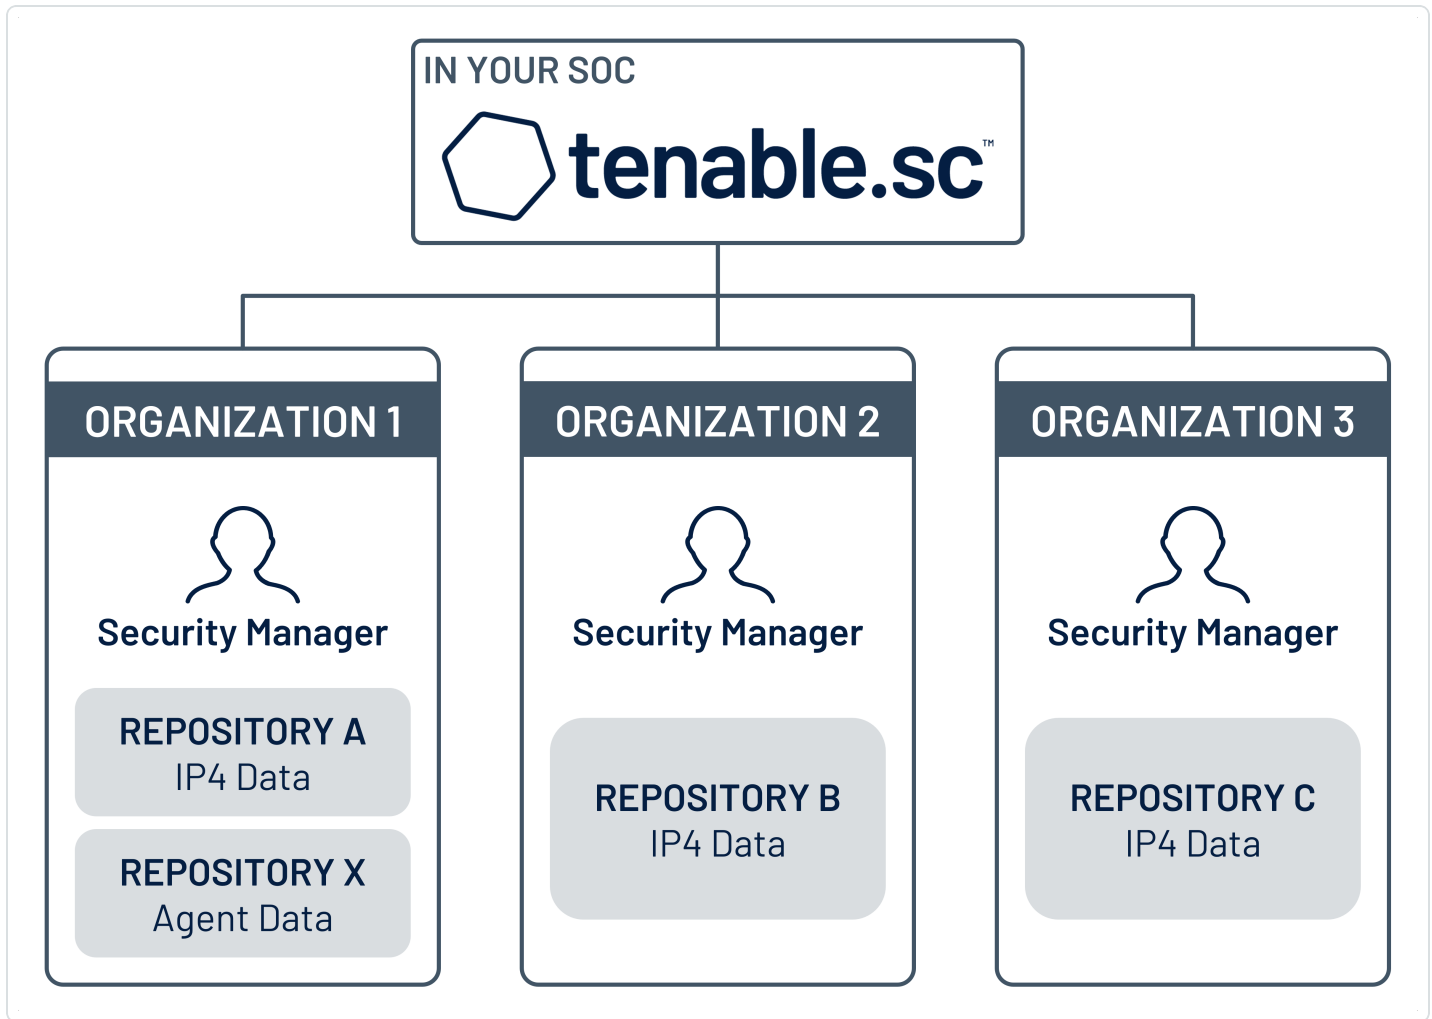 IN YOUR SOC
tenable.sc™
ORGANIZATION 1
Security Manager
REPOSITORY A
IP4 Data
REPOSITORY X
Agent Data
ORGANIZATION 2
Security Manager
REPOSITORY B
IP4 Data
ORGANIZATION 3
Security Manager
REPOSITORY C
IP4 Data